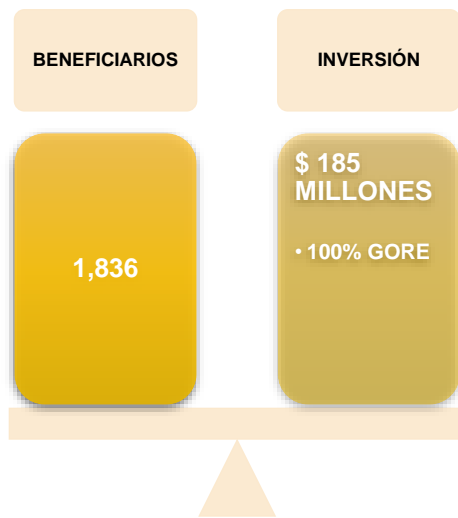 BENEFICIARIOS
INVERSIÓN
1,836
$ 185
MILLONES
• 100% GORE